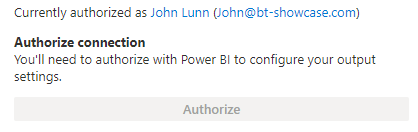 Currently authorized as John Lunn (John@bt-showcase.com)
Authorize connection
You'll need to authorize with Power BI to configure your output
settings.
Authorize